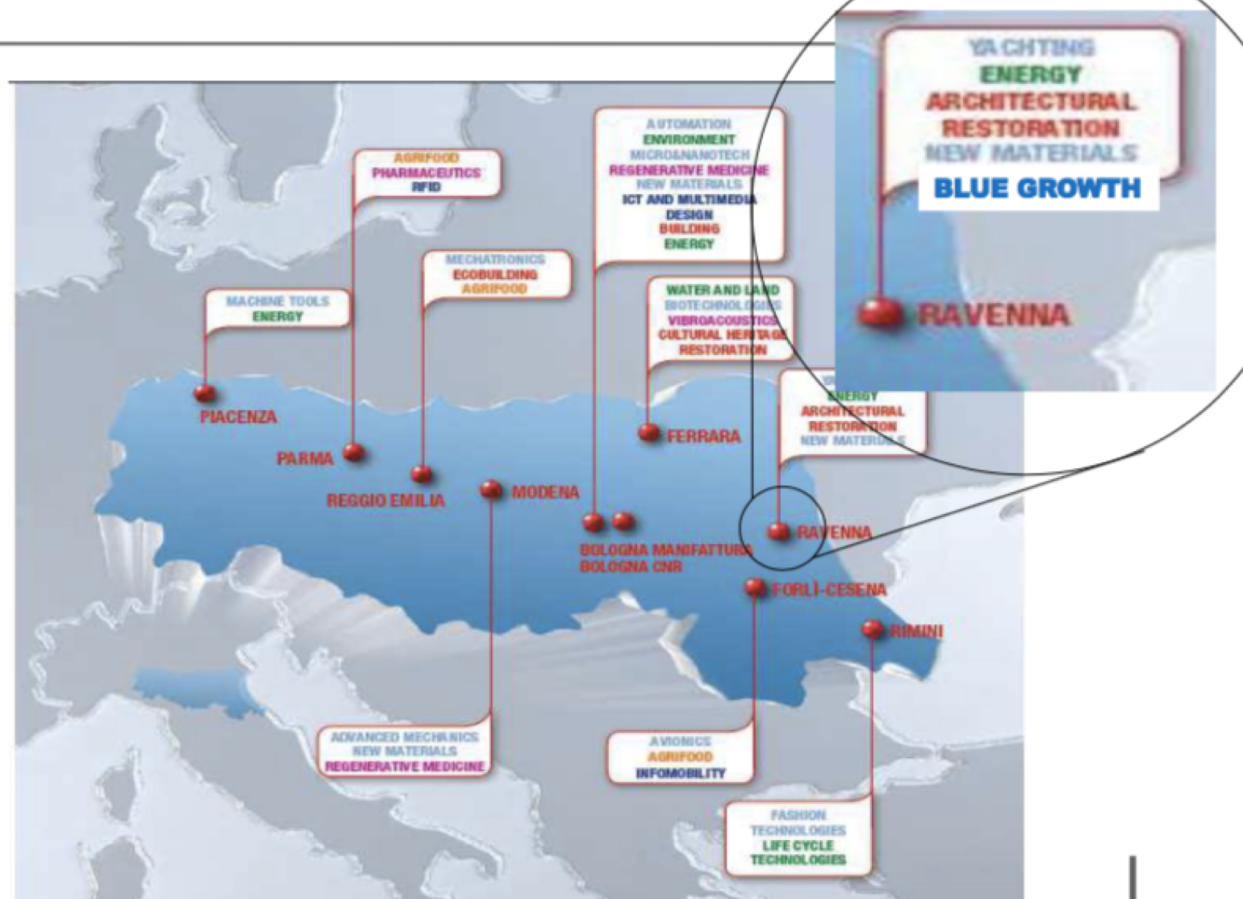 YACHTING
ENERGY
ARCHITECTURAL
RESTORATION
NEW MATERIALS
BLUE GROWTH
RAVENNA
AUTOMATION
ENVIRONMENT
MICRO&NANOTECH
REGENERATIVE MEDICINE
NEW MATERIALS
ICT AND MULTIMEDIA
DESIGN
BUILDING
ENERGY
AGRIFOOD
PHARMACEUTICS
RFID
MECHATRONICS
ECOBUILDING
AGRIFOOD
MACHINE TOOLS
ENERGY
WATER AND LAND
BIOTECHNOLOGIES
VIBROACOUSTICS
CULTURAL HERITAGE
RESTORATION
ENERGY
ARCHITECTURAL
RESTORATION
NEW MATERIALS
PIACENZA
PARMA
REGGIO EMILIA
MODENA
FERRARA
BOLOGNA MANIFATTURA
BOLOGNA CNR
RAVENNA
FORLÌ-CESENA
RIMINI
ADVANCED MECHANICS
NEW MATERIALS
REGENERATIVE MEDICINE
AVIONICS
AGRIFOOD
INFOMOBILITY
FASHION
TECHNOLOGIES
LIFE CYCLE
TECHNOLOGIES